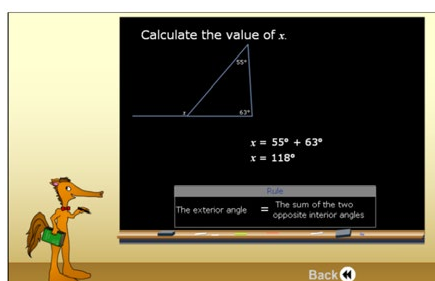 Calculate the value of x.
55°
x
63°
x = 55° + 63°
x = 118°
Rule
The exterior angle = The sum of the two opposite interior angles
Back